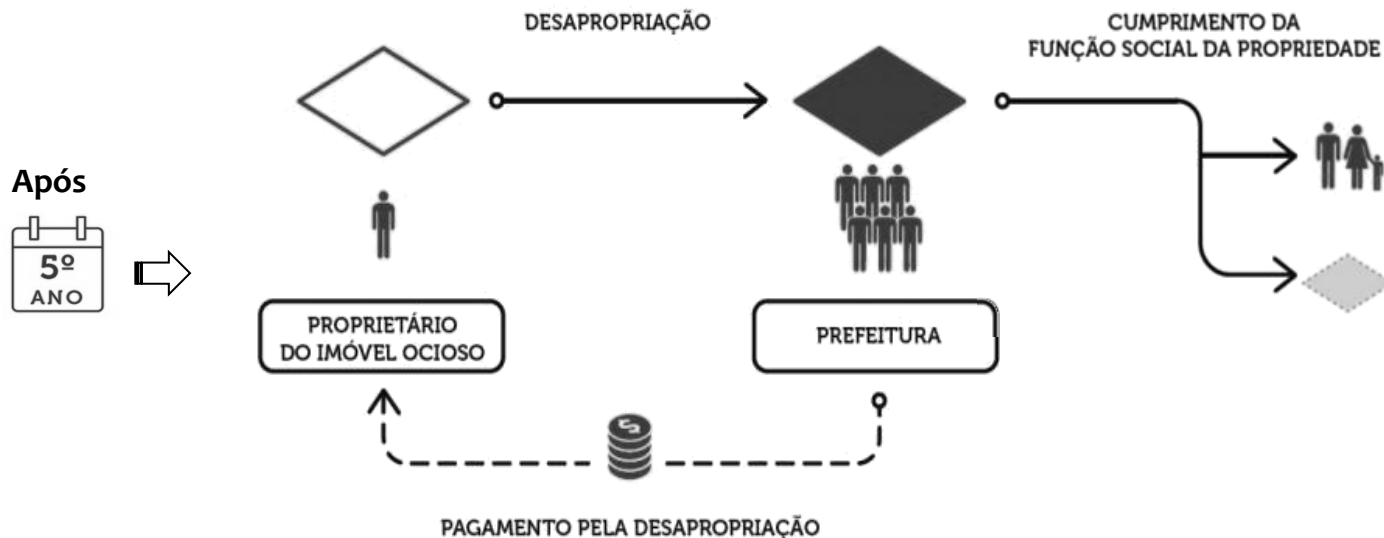 DESAPROPRIAÇÃO
CUMPRIMENTO DA
FUNÇÃO SOCIAL DA PROPRIEDADE
Após
5º
ANO
PROPRIETÁRIO
DO IMÓVEL OCIOSO
PREFEITURA
$
PAGAMENTO PELA DESAPROPRIAÇÃO